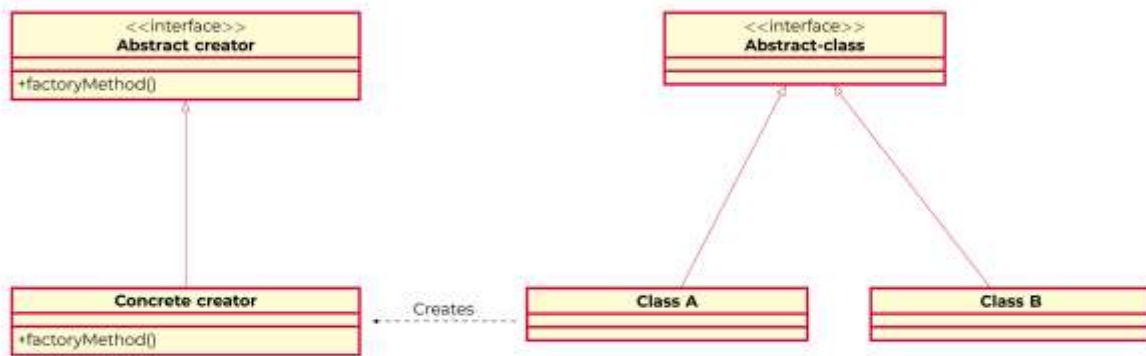 <<interface>>
Abstract creator
+factoryMethod()
<<interface>>
Abstract-class
Concrete creator
+factoryMethod()
Creates
Class A
Class B